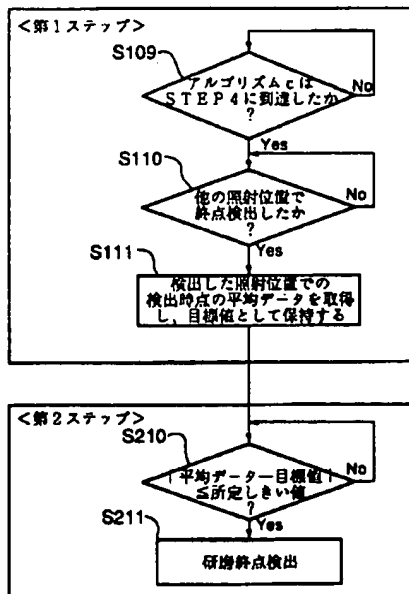 <第1ステップ>
S109
アルゴリズムcは
STEP4に到達したか
?
No
Yes
S110
他の照射位置で
終点検出したか
?
No
Yes
S111
検出した照射位置での
検出時点の平均データを取得
し、目標値として保持する
<第2ステップ>
S210
|平均データ−目標値|
≦所定しきい値
?
No
Yes
S211
研磨終点検出